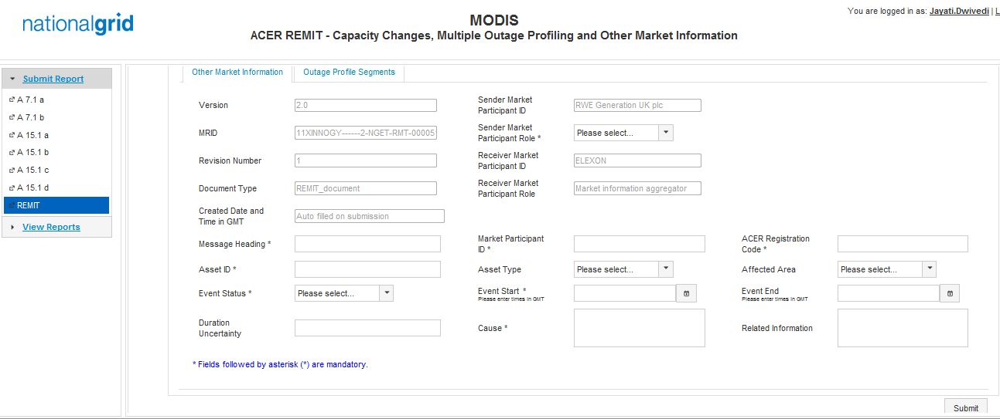 nationalgrid
MODIS
ACER REMIT - Capacity Changes, Multiple Outage Profiling and Other Market Information
You are logged in as: Jayati.Dwivedi | L
Submit Report
A 7.1 a
A 7.1 b
A 15.1 a
A 15.1 b
A 15.1 c
A 15.1 d
REMIT
View Reports
Other Market Information
Outage Profile Segments
Version
2.0
Sender Market
Participant ID
RWE Generation UK plc
MRID
11XINNOGY------2-NGET-RMT-000005
Sender Market
Participant Role *
Please select...
Revision Number
1
Receiver Market
Participant ID
ELEXON
Document Type
REMIT_document
Receiver Market
Participant Role
Market information aggregator
Created Date and
Time in GMT
Auto filled on submission
Message Heading *
Market Participant
ID *
ACER Registration
Code *
Asset ID *
Asset Type
Please select...
Affected Area
Please select...
Event Status *
Please select...
Event Start *
Please enter times in GMT
Event End
Please enter times in GMT
Duration
Uncertainty
Cause *
Related Information
* Fields followed by asterisk (*) are mandatory.
Submit